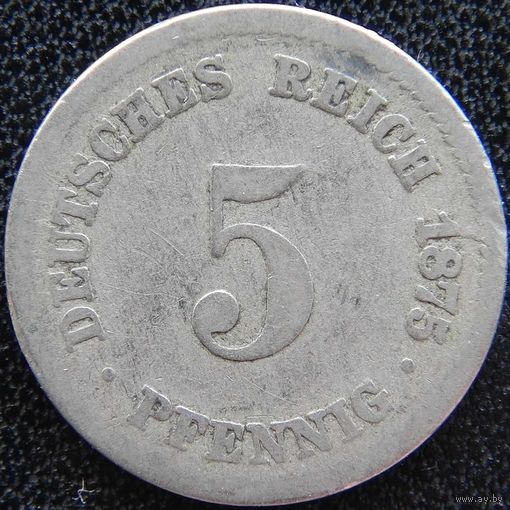 DEUTSCHES REICH 1875
5
· PFENNIG ·
www.ay.by